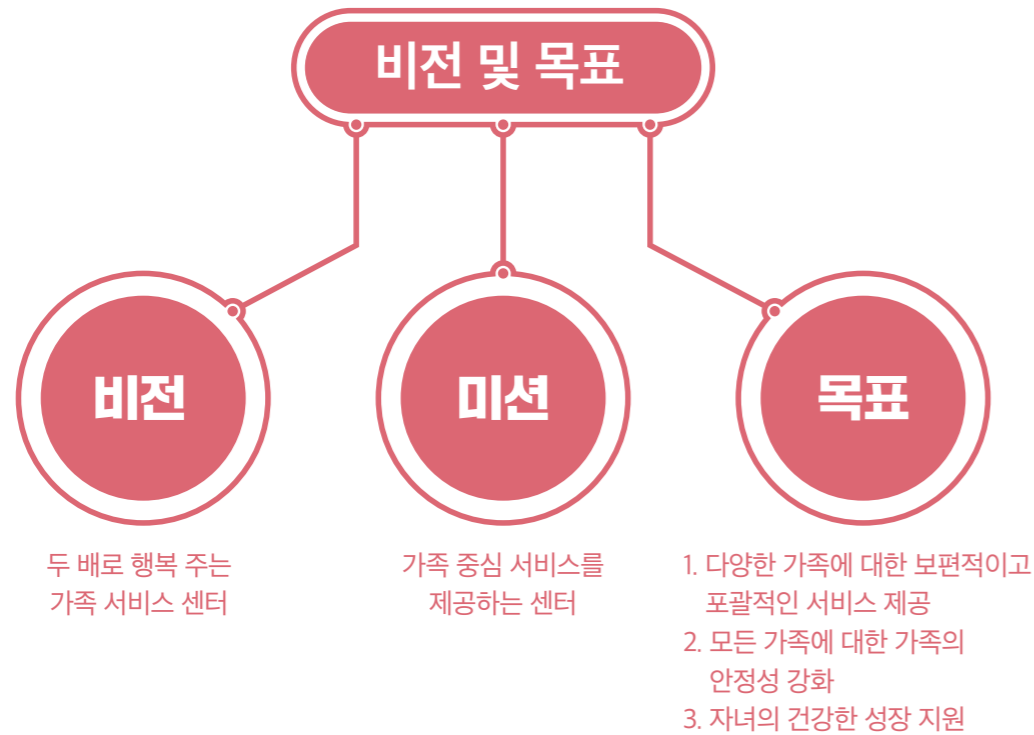 비전 및 목표
비전
미션
목표
두 배로 행복 주는
가족 서비스 센터
가족 중심 서비스를
제공하는 센터
1. 다양한 가족에 대한 보편적이고
포괄적인 서비스 제공
2. 모든 가족에 대한 가족의
안정성 강화
3. 자녀의 건강한 성장 지원